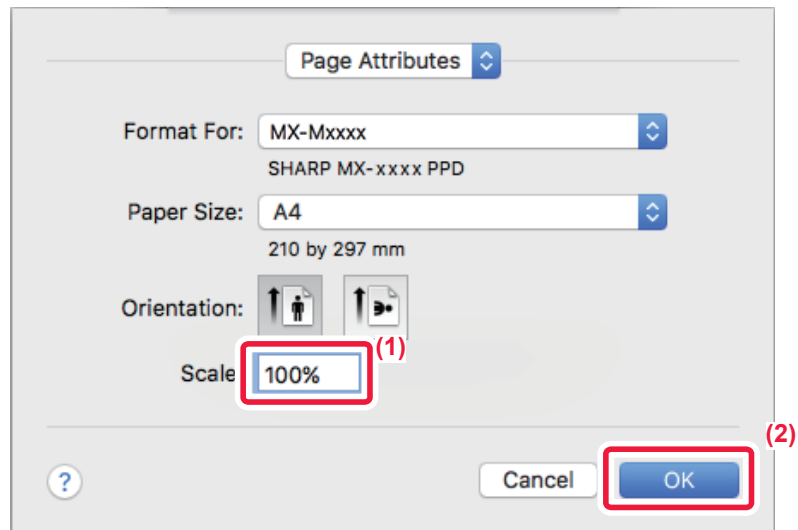 Page Attributes
Format For: MX-Mxxxx
SHARP MX-xxxx PPD
Paper Size: A4
210 by 297 mm
Orientation:
(1)
Scale 100%
(2)
? Cancel OK